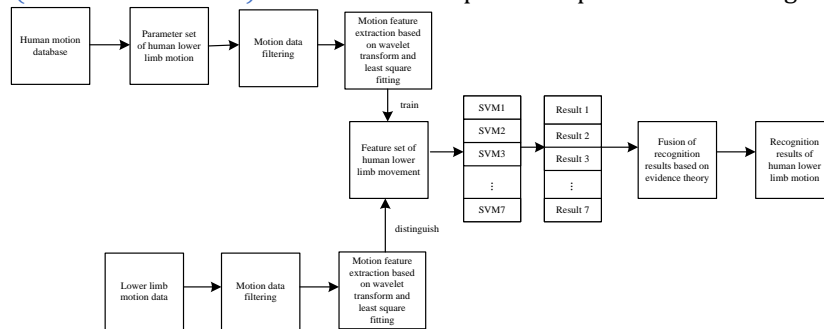 Human motion
database
Parameter set
of human lower
limb motion
Motion data
filtering
Motion feature
extraction based
on wavelet
transform and
least square
fitting
train
Feature set of
human lower
limb movement
SVM1
SVM2
SVM3
⋮
SVM7
Result 1
Result 2
Result 3
⋮
Result 7
Fusion of
recognition
results based on
evidence theory
Recognition
results of
human lower
limb motion
distinguish
Lower limb
motion data
Motion data
filtering
Motion feature
extraction based
on wavelet
transform and
least square
fitting